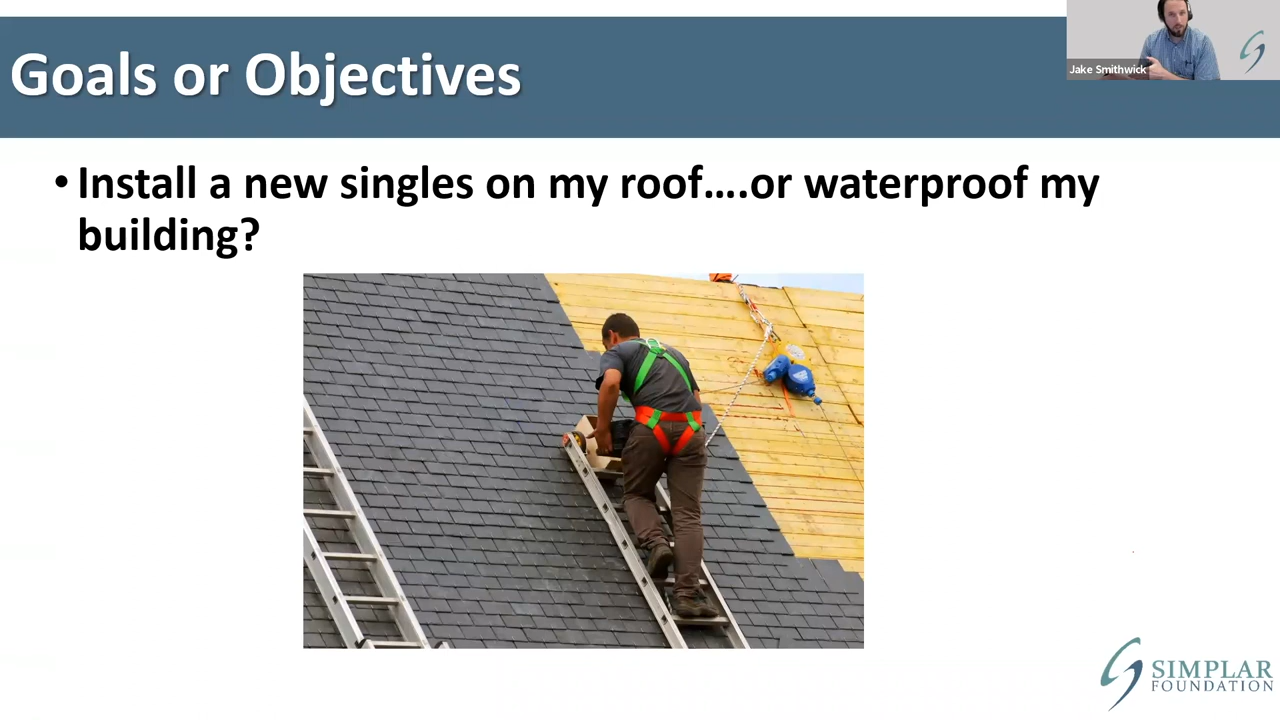 Goals or Objectives
Jake Smithwick
• Install a new singles on my roof….or waterproof my
building?
SIMPLAR
FOUNDATION